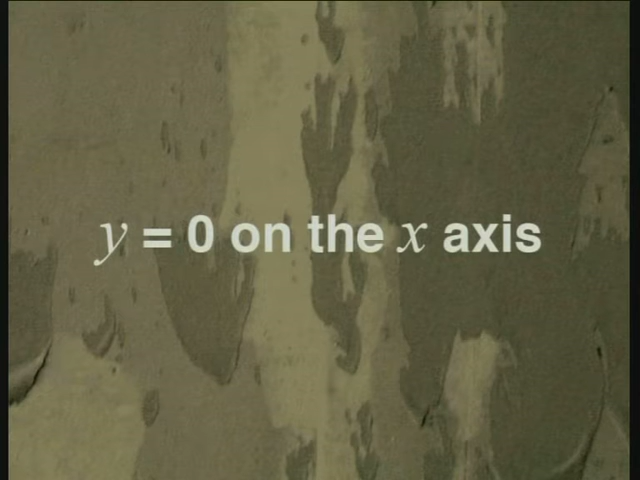 y = 0 on the x axis